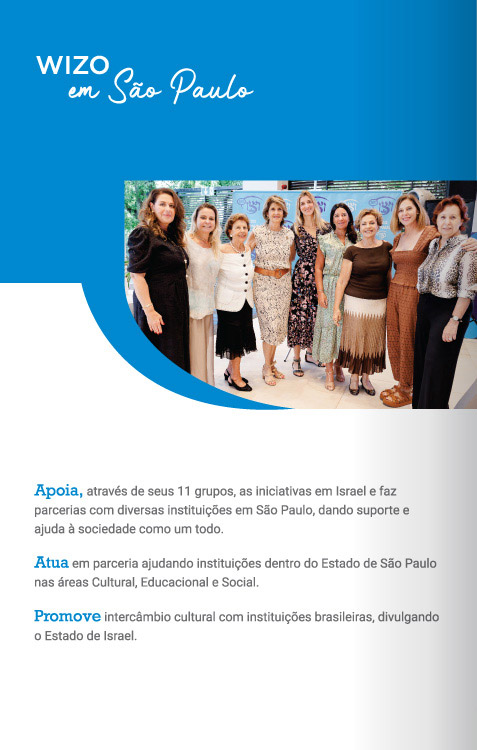 WIZO
em São Paulo
Apoia, através de seus 11 grupos, as iniciativas em Israel e faz
parcerias com diversas instituições em São Paulo, dando suporte e
ajuda à sociedade como um todo.
Atua em parceria ajudando instituições dentro do Estado de São Paulo
nas áreas Cultural, Educacional e Social.
Promove intercâmbio cultural com instituições brasileiras, divulgando
o Estado de Israel.